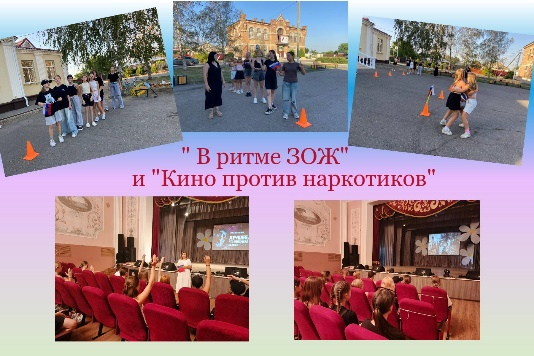 " В ритме ЗОЖ"
и "Кино против наркотиков"